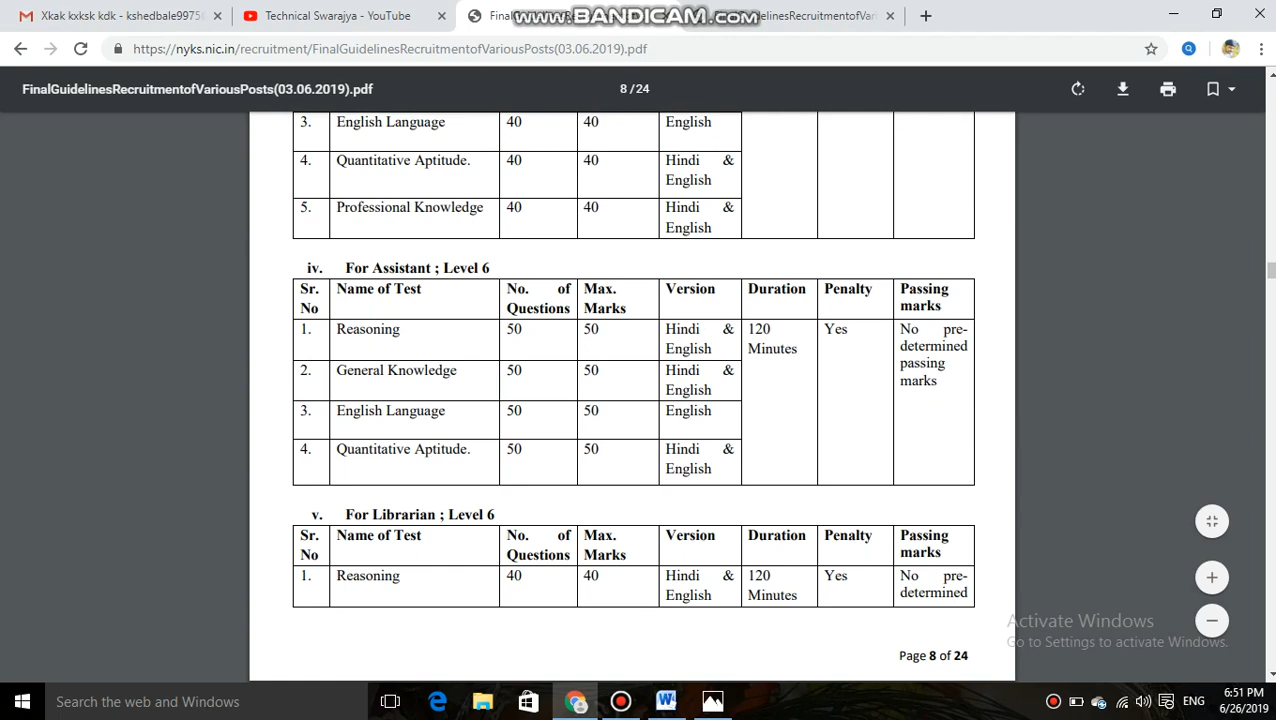 Xkak kxksk kdk - kshedbale9975
Technical Swarajya - YouTube
www.BANDICAM.com
https://nyks.nic.in/recruitment/FinalGuidelinesRecruitmentofVariousPosts(03.06.2019).pdf
FinalGuidelinesRecruitmentofVariousPosts(03.06.2019).pdf
8 / 24
3. English Language 40 40 English
4. Quantitative Aptitude. 40 40 Hindi &
English
5. Professional Knowledge 40 40 Hindi &
English
iv. For Assistant ; Level 6
Sr. Name of Test No. of Max. Version Duration Penalty Passing
No Questions Marks marks
1. Reasoning 50 50 Hindi & 120 Yes No pre-
English Minutes determined
2. General Knowledge 50 50 Hindi & passing
English marks
3. English Language 50 50 English
4. Quantitative Aptitude. 50 50 Hindi &
English
v. For Librarian ; Level 6
Sr. Name of Test No. of Max. Version Duration Penalty Passing
No Questions Marks marks
1. Reasoning 40 40 Hindi & 120 Yes No pre-
English Minutes determined
Activate Windows
Go to Settings to activate Windows.
Page 8 of 24
Search the web and Windows
ENG
6:51 PM
6/26/2019